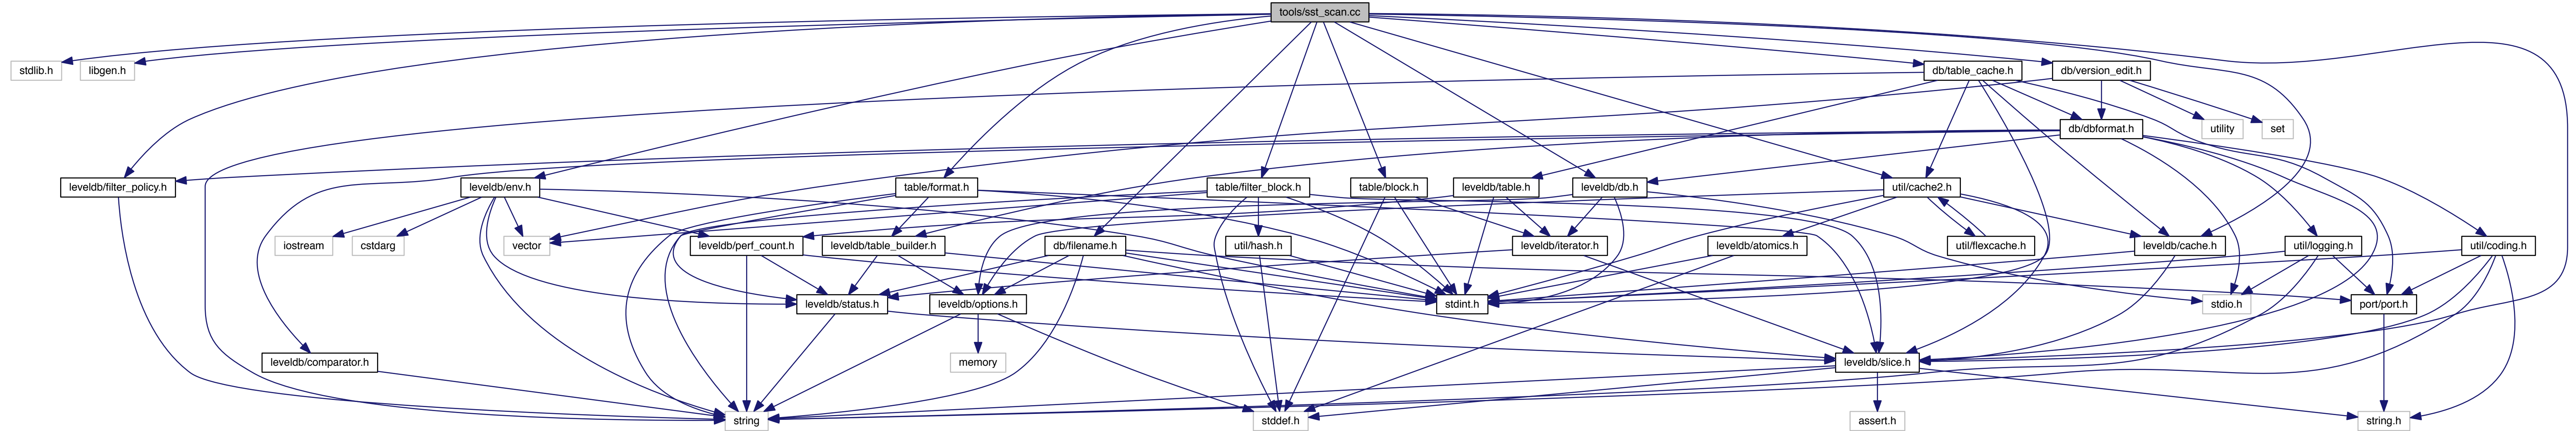 tools/sst_scan.cc
stdlib.h
libgen.h
db/table_cache.h
db/version_edit.h
db/dbformat.h
utility
set
leveldb/filter_policy.h
leveldb/env.h
table/format.h
table/filter_block.h
table/block.h
leveldb/table.h
leveldb/db.h
util/cache2.h
iostream
cstdarg
vector
leveldb/perf_count.h
leveldb/table_builder.h
db/filename.h
util/hash.h
leveldb/iterator.h
leveldb/atomics.h
util/flexcache.h
leveldb/cache.h
util/logging.h
util/coding.h
leveldb/status.h
leveldb/options.h
stdint.h
stdio.h
port/port.h
leveldb/comparator.h
memory
leveldb/slice.h
string
stddef.h
assert.h
string.h